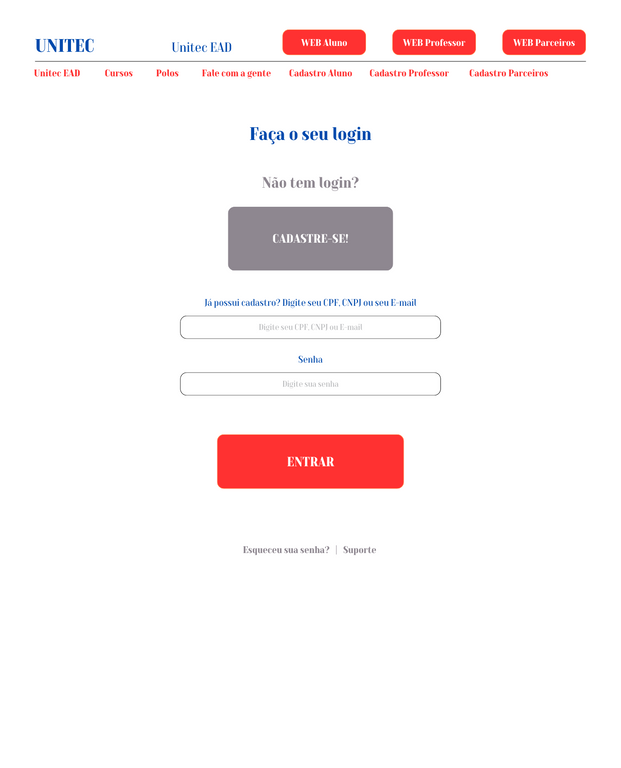 UNITEC
Unitec EAD
WEB Aluno
WEB Professor
WEB Parceiros
Unitec EAD
Cursos
Polos
Fale com a gente
Cadastro Aluno
Cadastro Professor
Cadastro Parceiros
Faça o seu login
Não tem login?
CADASTRE-SE!
Já possui cadastro? Digite seu CPF, CNPJ ou seu E-mail
Digite seu CPF, CNPJ ou E-mail
Senha
Digite sua senha
ENTRAR
Esqueceu sua senha? | Suporte